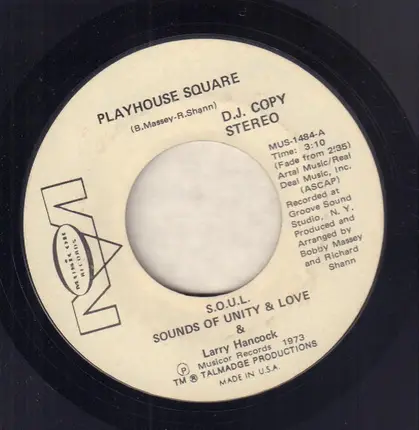 PLAYHOUSE SQUARE
(B.Massey-R.Shann)
D.J. COPY
STEREO
MUS-1484-A
Time: 3:10
(Fade from 2:35)
Artal Music/Real
Deal Music, Inc.
(ASCAP)
Recorded at
Groove Sound
Studio, N. Y.
Produced and
Arranged by
Bobby Massey
and Richard
Shann
MUSICOR
RECORDS
S.O.U.L.
SOUNDS OF UNITY & LOVE
&
Larry Hancock
Ⓟ Musicor Records 1973
TM ® TALMADGE PRODUCTIONS
MADE IN U.S.A.